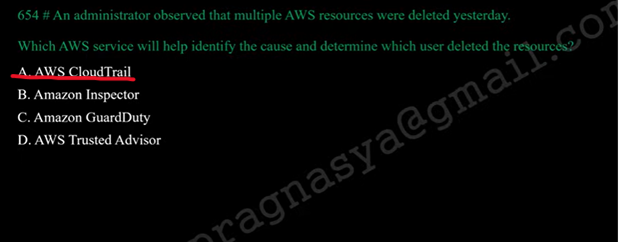 654 # An administrator observed that multiple AWS resources were deleted yesterday.
Which AWS service will help identify the cause and determine which user deleted the resources?
A. AWS CloudTrail
B. Amazon Inspector
C. Amazon GuardDuty
D. AWS Trusted Advisor
pragnasya@gmail.com